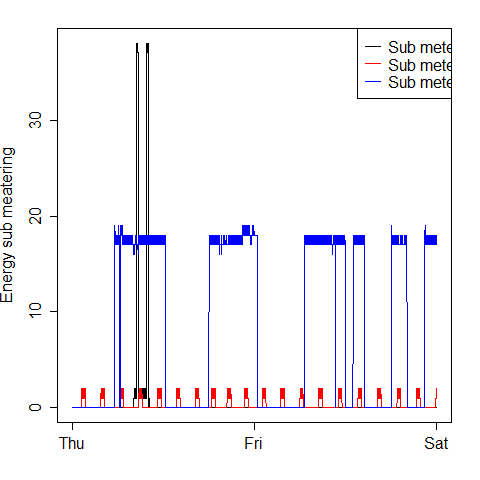 Sub mete
Sub mete
Sub mete
30
20
10
0
Energy sub meatering
Thu Fri Sat